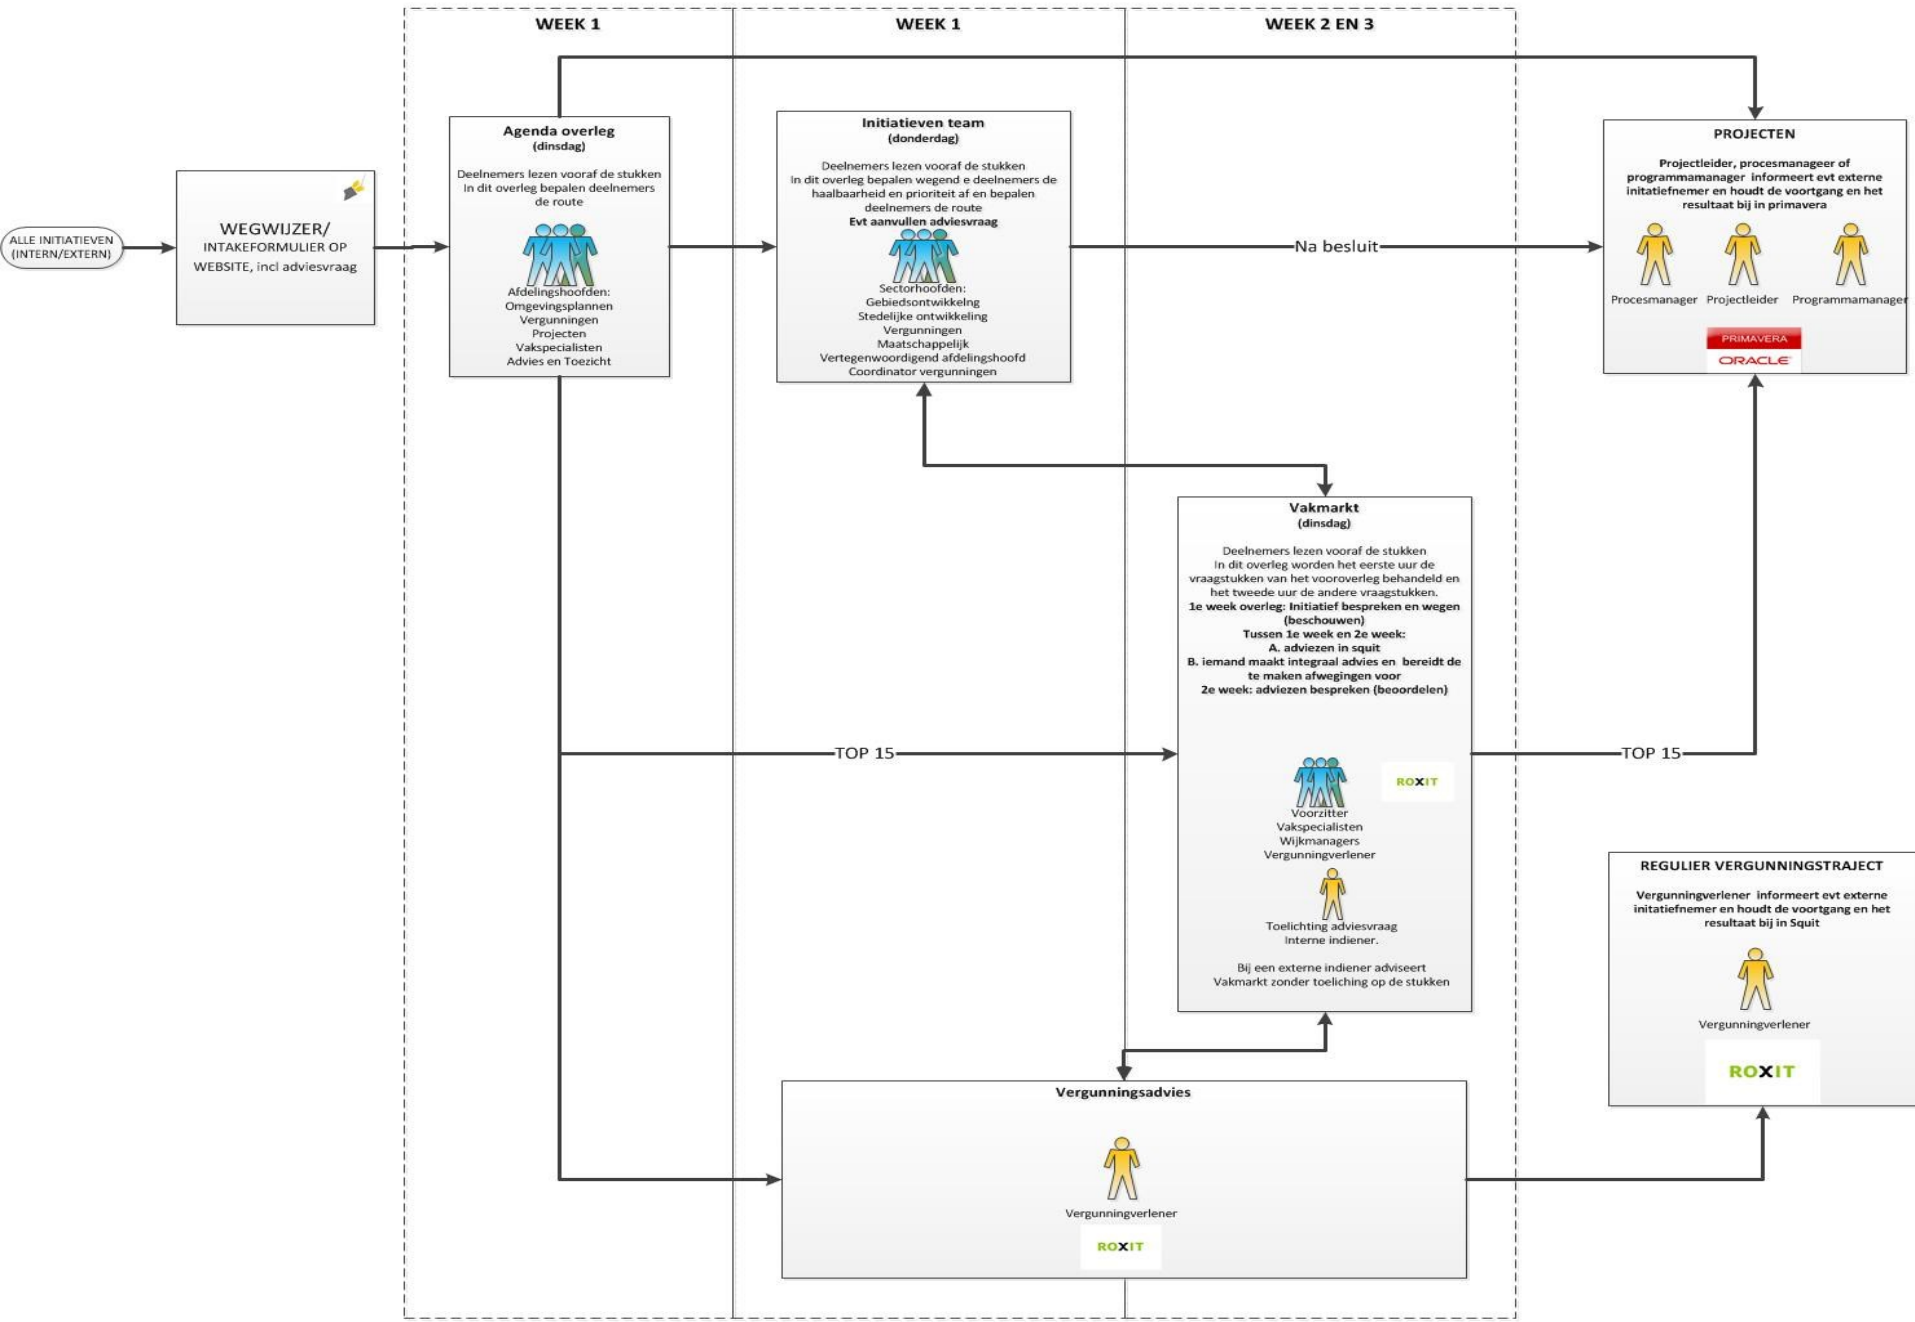 WEEK 1
WEEK 1
WEEK 2 EN 3
ALLE INITIATIEVEN
(INTERN/EXTERN)
WEGWIJZER/
INTAKEFORMULIER OP
WEBSITE, incl adviesvraag
Agenda overleg
(dinsdag)
Deelnemers lezen vooraf de stukken
In dit overleg bepalen deelnemers
de route
Afdelingshoofden:
Omgevingsplannen
Vergunningen
Projecten
Vakspecialisten
Advies en Toezicht
Initiatieven team
(donderdag)
Deelnemers lezen vooraf de stukken
In dit overleg bepalen wegend e deelnemers de
haalbaarheid en prioriteit af en bepalen
deelnemers de route
Evt aanvullen adviesvraag
Sectorhoofden:
Gebiedsontwikkelng
Stedelijke ontwikkeling
Vergunningen
Maatschappelijk
Vertegenwoordigend afdelingshoofd
Coordinator vergunningen
Na besluit
PROJECTEN
Projectleider, procesmanageer of
programmamanager informeert evt externe
initatiefnemer en houdt de voortgang en het
resultaat bij in primavera
Procesmanager
Projectleider
Programmamanager
PRIMAVERA
ORACLE
Vakmarkt
(dinsdag)
Deelnemers lezen vooraf de stukken
In dit overleg worden het eerste uur de
vraagstukken van het vooroverleg behandeld en
het tweede uur de andere vraagstukken.
1e week overleg: Initiatief bespreken en wegen
(beschouwen)
Tussen 1e week en 2e week:
A. adviezen in squit
B. iemand maakt integraal advies en bereidt de
te maken afwegingen voor
2e week: adviezen bespreken (beoordelen)
TOP 15
TOP 15
ROXIT
Voorzitter
Vakspecialisten
Wijkmanagers
Vergunningverlener
Toelichting adviesvraag
Interne indiener.
Bij een externe indiener adviseert
Vakmarkt zonder toeliching op de stukken
REGULIER VERGUNNINGSTRAJECT
Vergunningverlener informeert evt externe
initatiefnemer en houdt de voortgang en het
resultaat bij in Squit
Vergunningverlener
ROXIT
Vergunningsadvies
Vergunningverlener
ROXIT